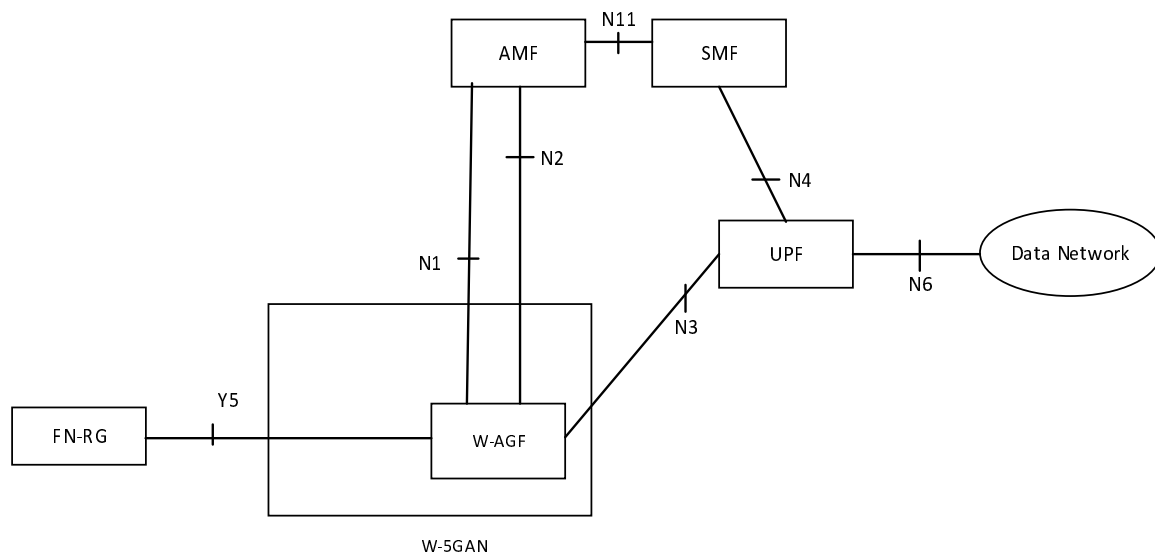 N11
AMF
SMF
N2
N4
N1
UPF
Data Network
N6
N3
Y5
FN-RG
W-AGF
W-5GAN